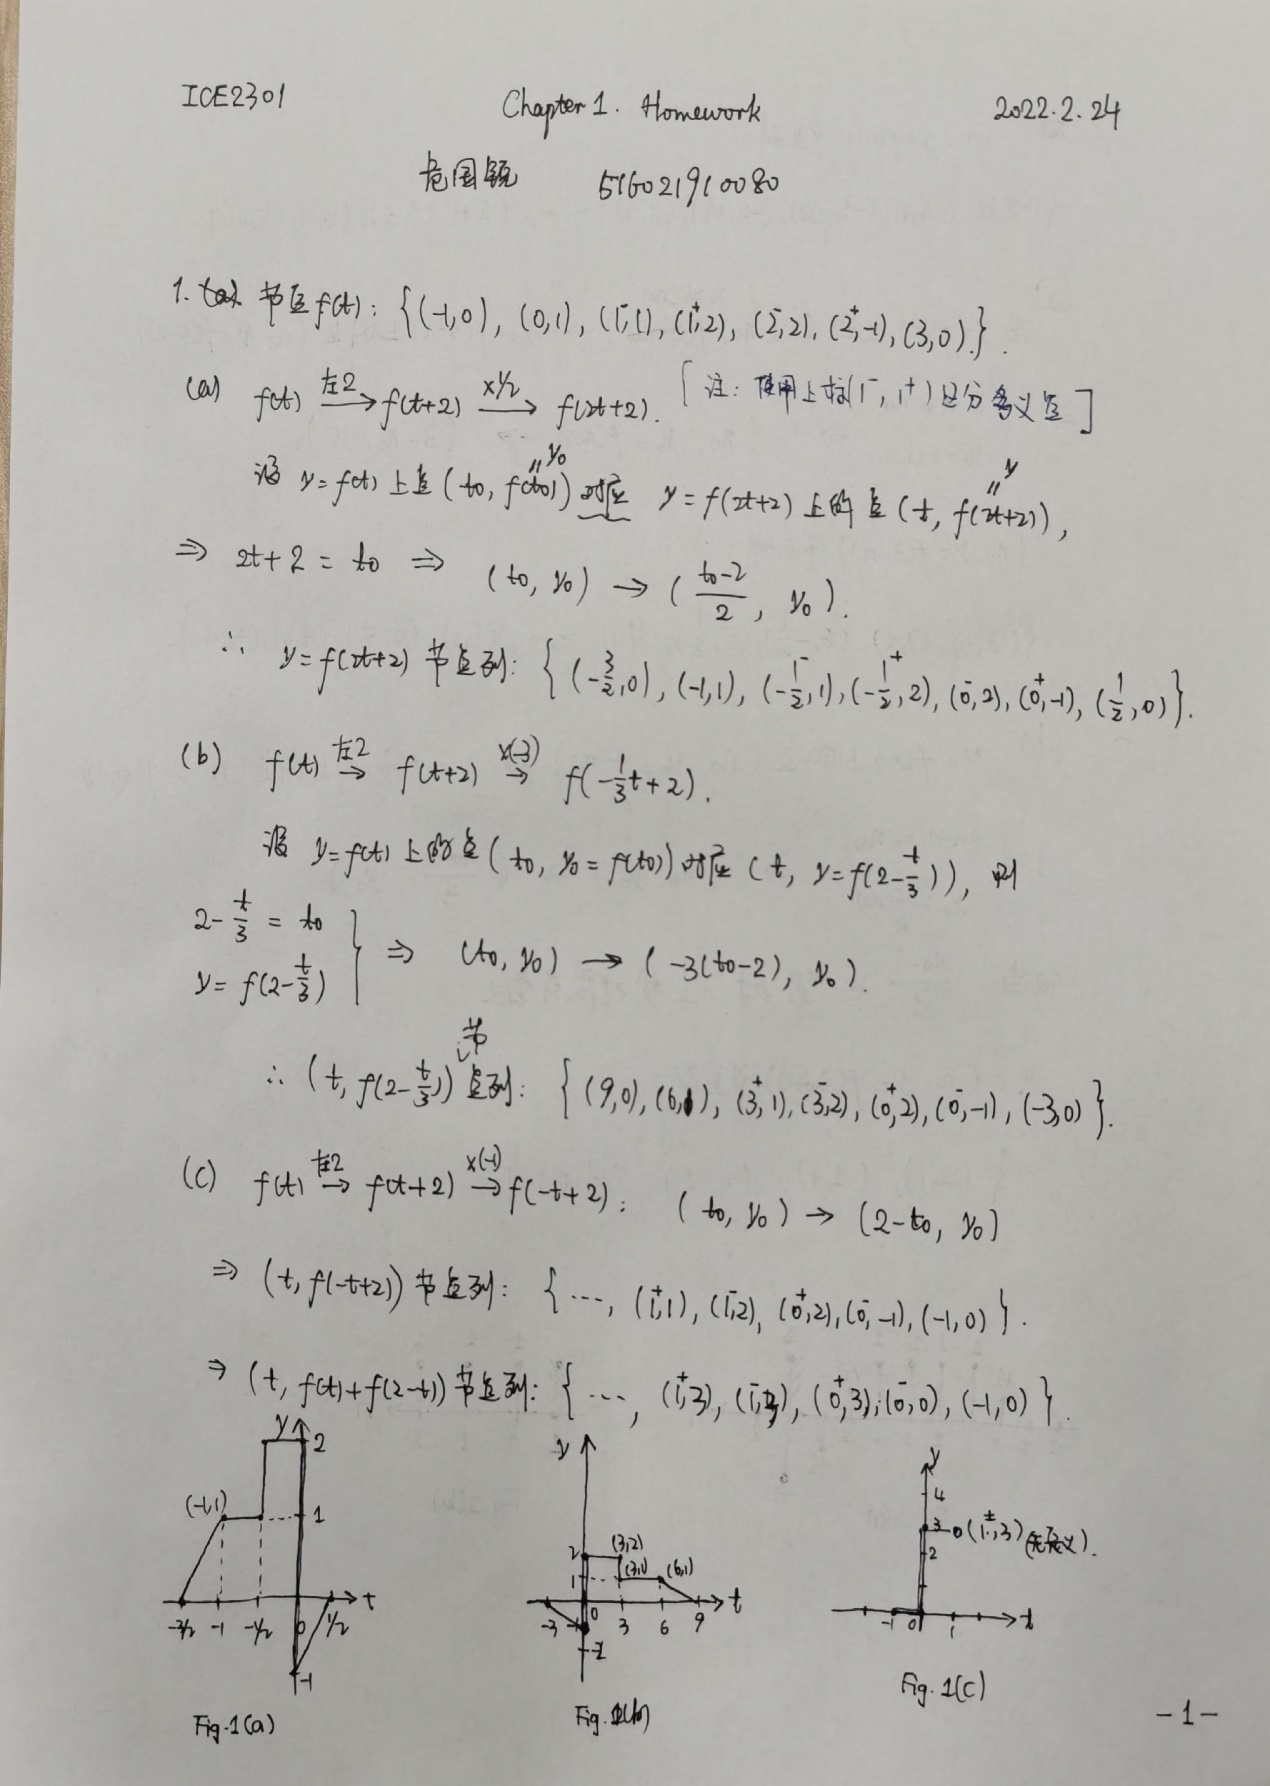 ICE2301 Chapter 1. Homework 2022.2.24
危国锐 516021910080
1. 节点f(t): {(-1,0), (0,1), (1⁻,1), (1⁺,2), (2⁻,2), (2⁺,-1), (3,0).}.
(a) f(t) —左2→ f(t+2) —×1/2→ f(2t+2). [注: 使用上标(1⁻, 1⁺)区分多义点]
设 y=f(t) 上点 (t₀, f(t₀)=y₀) 对应 y=f(2t+2) 上的点 (t, f(2t+2)=y),
⇒ 2t+2 = t₀ ⇒ (t₀, y₀) → ((t₀-2)/2, y₀).
∴ y=f(2t+2) 节点列: {(-3/2,0), (-1,1), (-1/2⁻,1), (-1/2⁺,2), (0⁻,2), (0⁺,-1), (1/2,0)}.
(b) f(t) —左2→ f(t+2) —×(-3)→ f(-1/3t+2).
设 y=f(t) 上的点 (t₀, y₀=f(t₀)) 对应 (t, y=f(2-t/3)), 则
2-t/3 = t₀
y = f(2-t/3) } ⇒ (t₀, y₀) → (-3(t₀-2), y₀).
∴ (t, f(2-t/3)) 节点列: {(9,0), (6,1), (3⁺,1), (3⁻,2), (0⁺,2), (0⁻,-1), (-3,0)}.
(c) f(t) —左2→ f(t+2) —×(-1)→ f(-t+2): (t₀, y₀) → (2-t₀, y₀)
⇒ (t, f(-t+2)) 节点列: {..., (1⁺,1), (1⁻,2), (0⁺,2), (0⁻,-1), (-1,0)}.
⇒ (t, f(t)+f(2-t)) 节点列: {..., (1⁺,3), (1⁻,3), (0⁺,3), (0⁻,0), (-1,0)}.
y 2 (-1,1) 1 -3/2 -1 -1/2 0 1/2 t -1
Fig.1(a)
y 2 (3,2) 1 (3,1) (6,1) -3 -1 0 3 6 9 t -2
Fig.1(b)
y 4 3 (1±,3) (无定义). 2 -1 0 1 t
Fig.1(c)
-1-